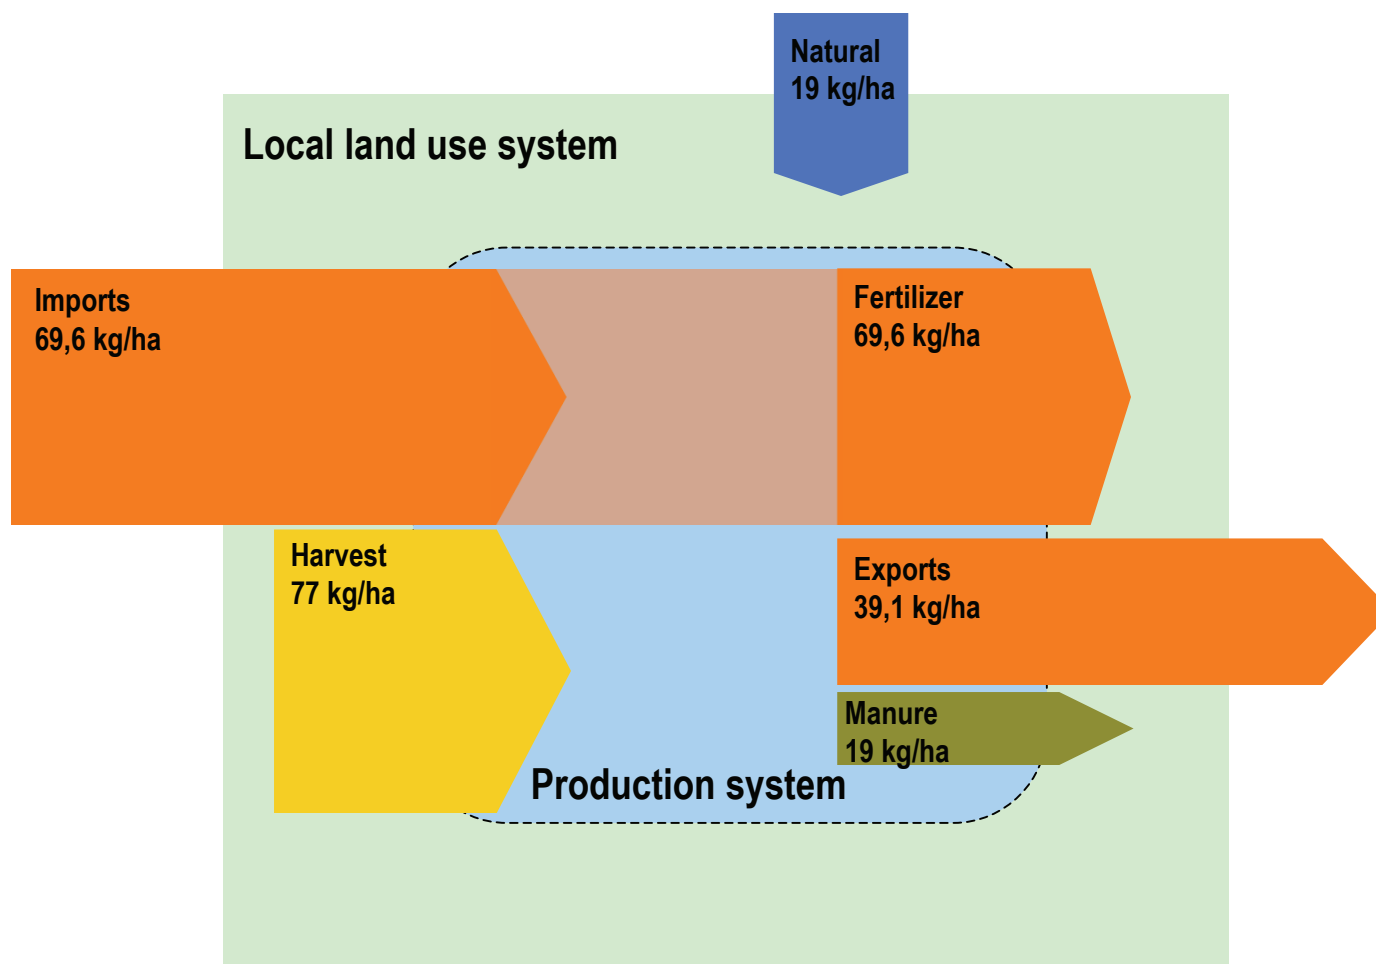 Natural
19 kg/ha
Local land use system
Imports
69,6 kg/ha
Fertilizer
69,6 kg/ha
Harvest
77 kg/ha
Exports
39,1 kg/ha
Manure
19 kg/ha
Production system